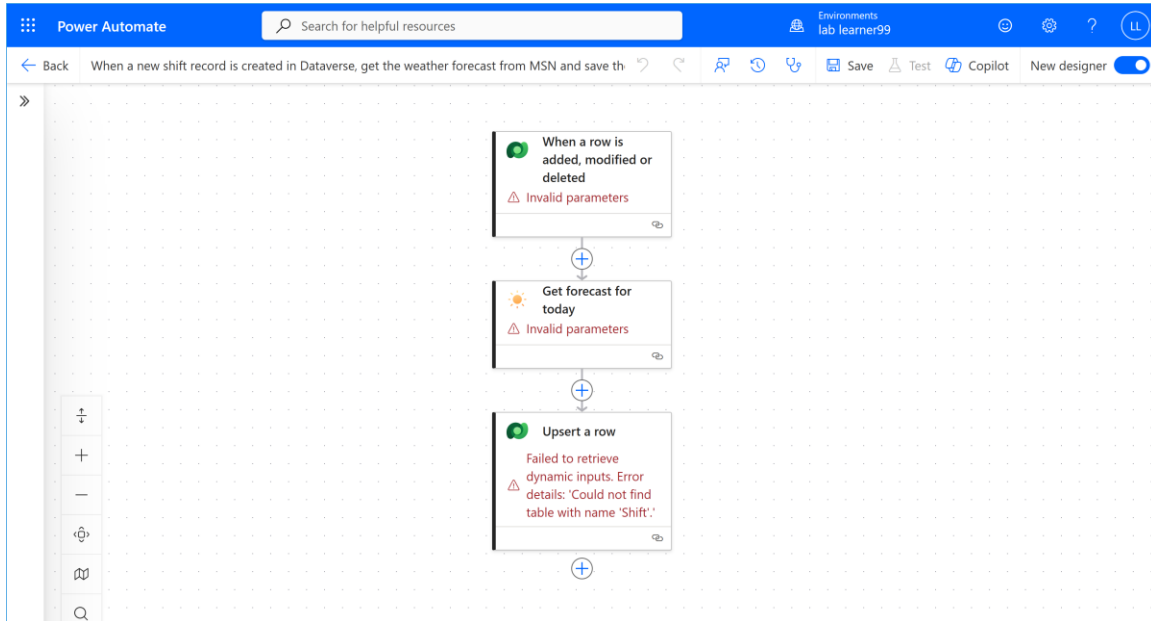 Power Automate
Search for helpful resources
Environments
lab learner99
?
LL
Back
When a new shift record is created in Dataverse, get the weather forecast from MSN and save th
Save
Test
Copilot
New designer
When a row is
added, modified or
deleted
Invalid parameters
Get forecast for
today
Invalid parameters
Upsert a row
Failed to retrieve
dynamic inputs. Error
details: 'Could not find
table with name 'Shift'.'